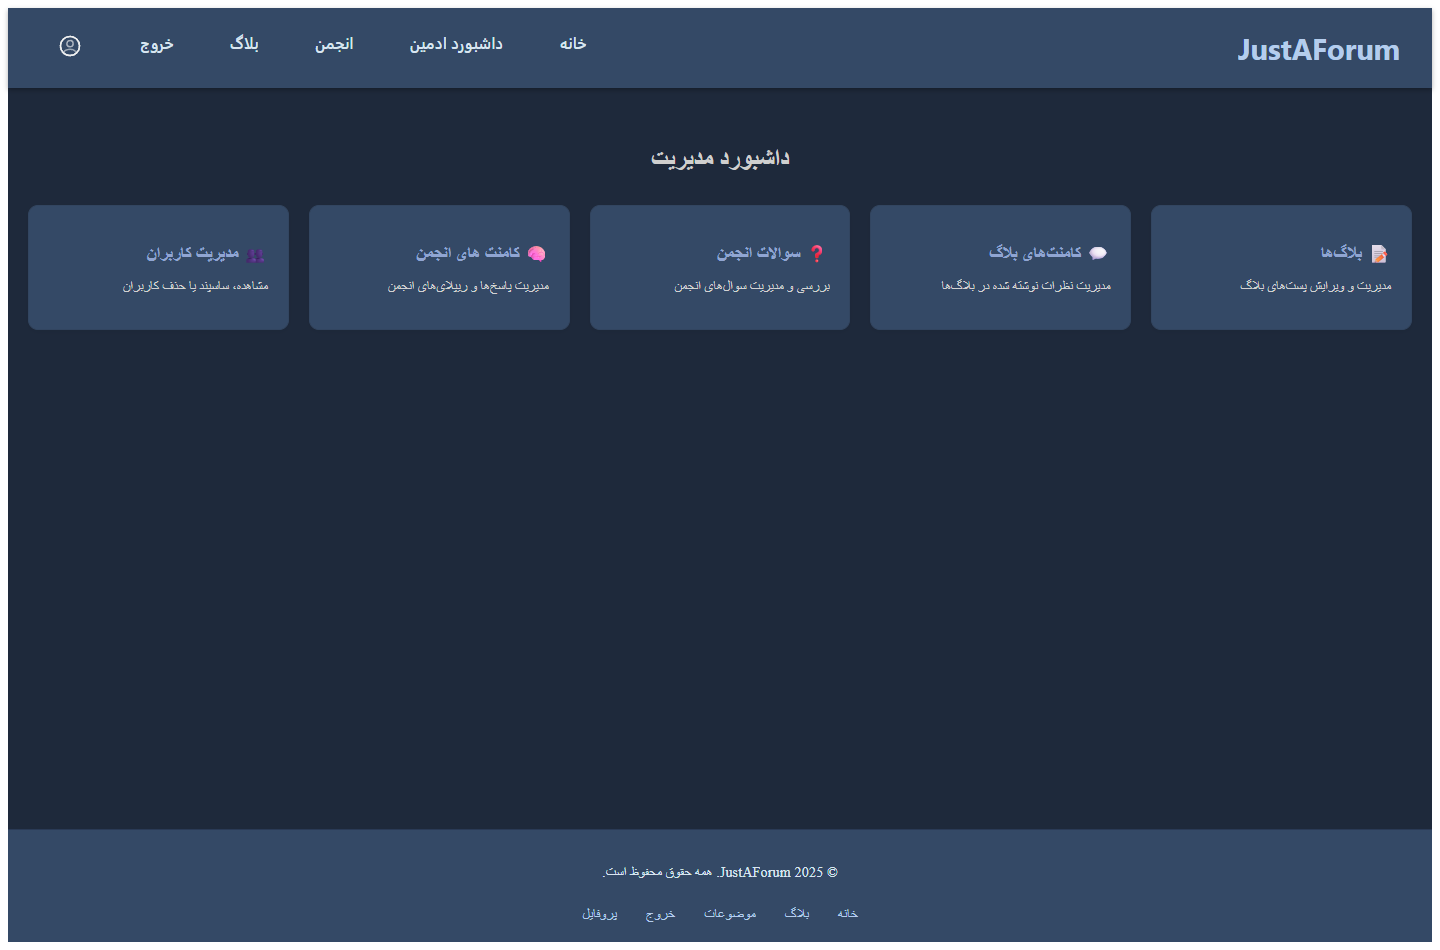 JustAForum
خانه
داشبورد ادمین
انجمن
بلاگ
خروج
داشبورد مدیریت
📝 بلاگ‌ها
مدیریت و ویرایش پست‌های بلاگ
💬 کامنت‌های بلاگ
مدیریت نظرات نوشته شده در بلاگ‌ها
❓ سوالات انجمن
بررسی و مدیریت سوال‌های انجمن
🧠 کامنت های انجمن
مدیریت پاسخ‌ها و ریپلای‌های انجمن
👥 مدیریت کاربران
مشاهده، ساسپند یا حذف کاربران
© 2025 JustAForum. همه حقوق محفوظ است.
خانه
بلاگ
موضوعات
خروج
پروفایل